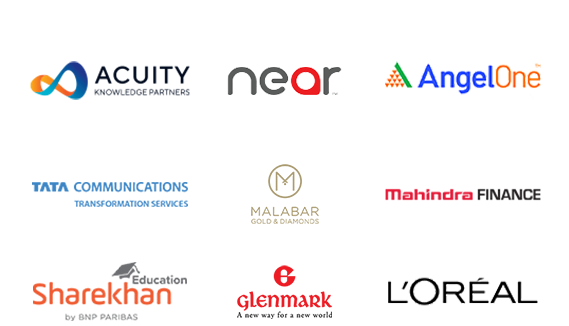 ACUITY
KNOWLEDGE PARTNERS
near
AngelOne
TATA COMMUNICATIONS
TRANSFORMATION SERVICES
MALABAR
GOLD & DIAMONDS
Mahindra FINANCE
Education
Sharekhan
by BNP PARIBAS
GLENMARK
A new way for a new world
L'ORÉAL